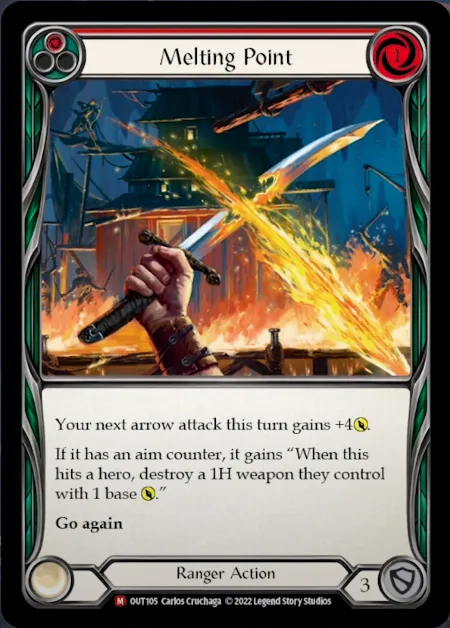 Melting Point
1
Your next arrow attack this turn gains +4.
If it has an aim counter, it gains “When this
hits a hero, destroy a 1H weapon they control
with 1 base .”
Go again
Ranger Action
3
M OUT105 Carlos Cruchaga ©2022 Legend Story Studios